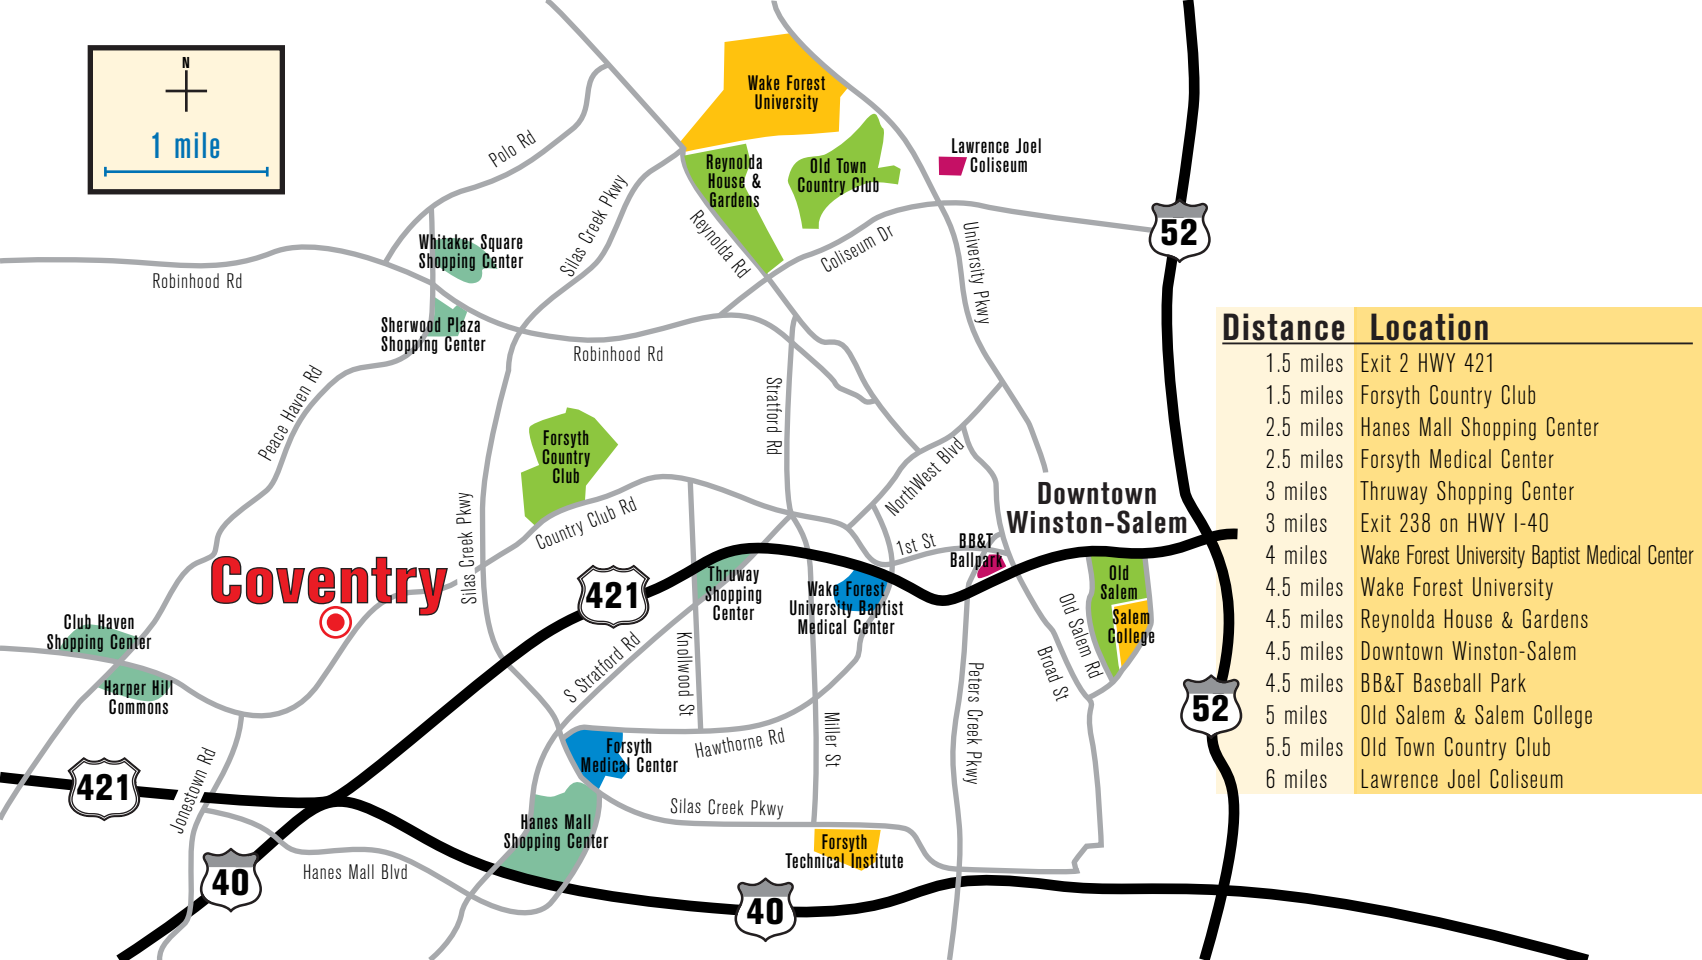 N
1 mile
Wake Forest
University
Lawrence Joel
Coliseum
Polo Rd
Reynolda
House &
Gardens
Old Town
Country Club
Silas Creek Pkwy
Reynolda Rd
Coliseum Dr
University Pkwy
52
Whitaker Square
Shopping Center
Robinhood Rd
Sherwood Plaza
Shopping Center
Robinhood Rd
Peace Haven Rd
Stratford Rd
Forsyth
Country
Club
Silas Creek Pkwy
Country Club Rd
NorthWest Blvd
Downtown
Winston-Salem
1st St
BB&T
Ballpark
Coventry
421
Thruway
Shopping
Center
Wake Forest
University Baptist
Medical Center
Old
Salem
Salem
College
Old Salem Rd
Broad St
Club Haven
Shopping Center
Harper Hill
Commons
S Stratford Rd
Knollwood St
Peters Creek Pkwy
52
Miller St
Hawthorne Rd
Forsyth
Medical Center
421
Jonestown Rd
Silas Creek Pkwy
Hanes Mall
Shopping Center
Forsyth
Technical Institute
Hanes Mall Blvd
40
40
Distance Location
1.5 miles Exit 2 HWY 421
1.5 miles Forsyth Country Club
2.5 miles Hanes Mall Shopping Center
2.5 miles Forsyth Medical Center
3 miles Thruway Shopping Center
3 miles Exit 238 on HWY I-40
4 miles Wake Forest University Baptist Medical Center
4.5 miles Wake Forest University
4.5 miles Reynolda House & Gardens
4.5 miles Downtown Winston-Salem
4.5 miles BB&T Baseball Park
5 miles Old Salem & Salem College
5.5 miles Old Town Country Club
6 miles Lawrence Joel Coliseum